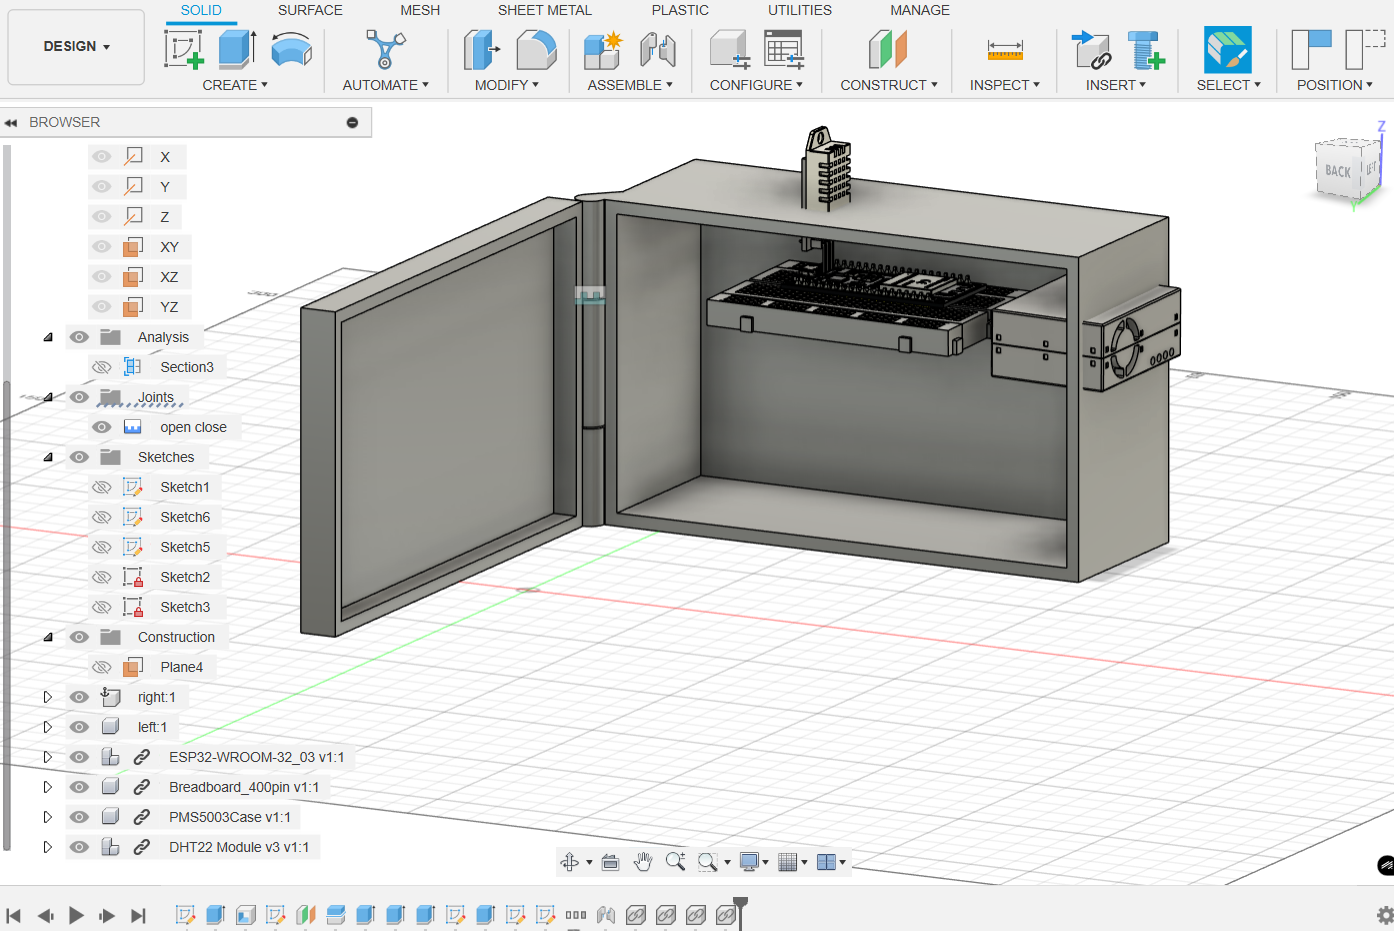 SOLID SURFACE MESH SHEET METAL PLASTIC UTILITIES MANAGE
DESIGN
CREATE AUTOMATE MODIFY ASSEMBLE CONFIGURE CONSTRUCT INSPECT INSERT SELECT POSITION
BROWSER
Z
BACK
LEFT
Y
X
Y
Z
XY
XZ
YZ
Analysis
Section3
Joints
open close
Sketches
Sketch1
Sketch6
Sketch5
Sketch2
Sketch3
Construction
Plane4
right:1
left:1
ESP32-WROOM-32_03 v1:1
Breadboard_400pin v1:1
PMS5003Case v1:1
DHT22 Module v3 v1:1